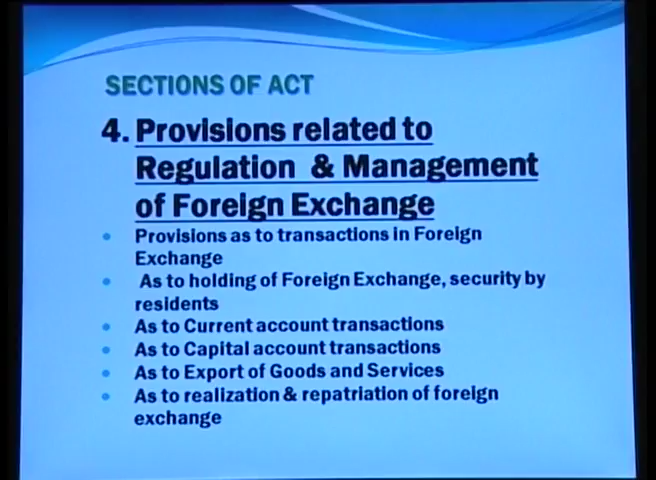 SECTIONS OF ACT
4. Provisions related to
Regulation & Management
of Foreign Exchange
• Provisions as to transactions in Foreign
Exchange
• As to holding of Foreign Exchange, security by
residents
• As to Current account transactions
• As to Capital account transactions
• As to Export of Goods and Services
• As to realization & repatriation of foreign
exchange